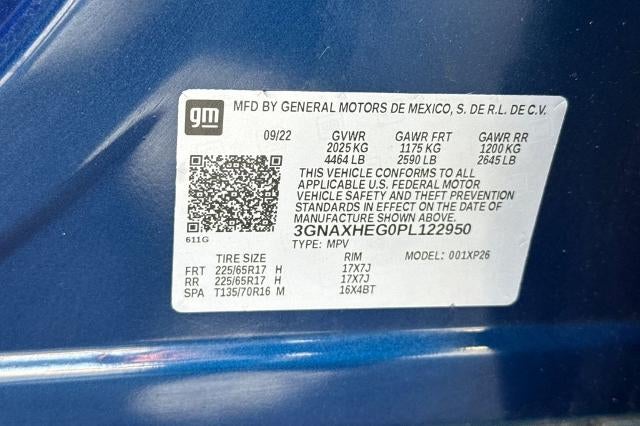 gm
MFD BY GENERAL MOTORS DE MEXICO, S. DE R.L. DE C.V.
09/22 GVWR GAWR FRT GAWR RR
2025 KG 1175 KG 1200 KG
4464 LB 2590 LB 2645 LB
THIS VEHICLE CONFORMS TO ALL
APPLICABLE U.S. FEDERAL MOTOR
VEHICLE SAFETY AND THEFT PREVENTION
STANDARDS IN EFFECT ON THE DATE OF
MANUFACTURE SHOWN ABOVE.
3GNAXHEG0PL122950
611G
TYPE: MPV
MODEL: 001XP26
TIRE SIZE RIM
FRT 225/65R17 H 17X7J
RR 225/65R17 H 17X7J
SPA T135/70R16 M 16X4BT